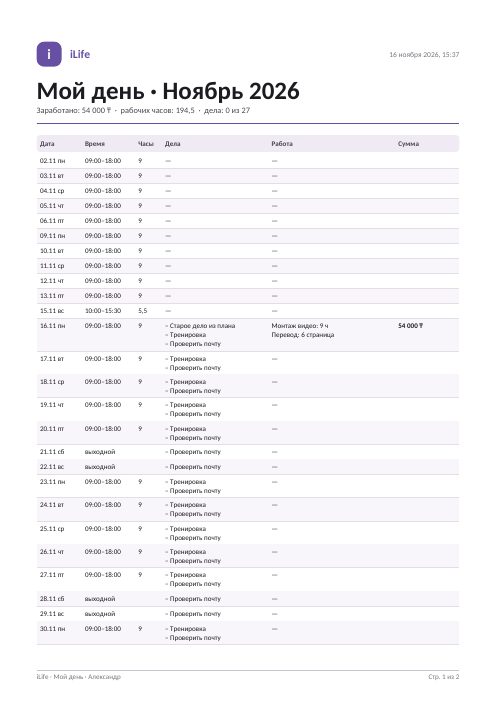 i iLife 16 ноября 2026, 15:37
Мой день · Ноябрь 2026
Заработано: 54 000 ₸ · рабочих часов: 194,5 · дела: 0 из 27
Дата Время Часы Дела Работа Сумма
02.11 пн 09:00–18:00 9 — —
03.11 вт 09:00–18:00 9 — —
04.11 ср 09:00–18:00 9 — —
05.11 чт 09:00–18:00 9 — —
06.11 пт 09:00–18:00 9 — —
09.11 пн 09:00–18:00 9 — —
10.11 вт 09:00–18:00 9 — —
11.11 ср 09:00–18:00 9 — —
12.11 чт 09:00–18:00 9 — —
13.11 пт 09:00–18:00 9 — —
15.11 вс 10:00–15:30 5,5 — —
16.11 пн 09:00–18:00 9 – Старое дело из плана Монтаж видео: 9 ч 54 000 ₸
– Тренировка Перевод: 6 страница
– Проверить почту
17.11 вт 09:00–18:00 9 – Тренировка —
– Проверить почту
18.11 ср 09:00–18:00 9 – Тренировка —
– Проверить почту
19.11 чт 09:00–18:00 9 – Тренировка —
– Проверить почту
20.11 пт 09:00–18:00 9 – Тренировка —
– Проверить почту
21.11 сб выходной – Проверить почту —
22.11 вс выходной – Проверить почту —
23.11 пн 09:00–18:00 9 – Тренировка —
– Проверить почту
24.11 вт 09:00–18:00 9 – Тренировка —
– Проверить почту
25.11 ср 09:00–18:00 9 – Тренировка —
– Проверить почту
26.11 чт 09:00–18:00 9 – Тренировка —
– Проверить почту
27.11 пт 09:00–18:00 9 – Тренировка —
– Проверить почту
28.11 сб выходной – Проверить почту —
29.11 вс выходной – Проверить почту —
30.11 пн 09:00–18:00 9 – Тренировка —
– Проверить почту
iLife · Мой день · Александр Стр. 1 из 2